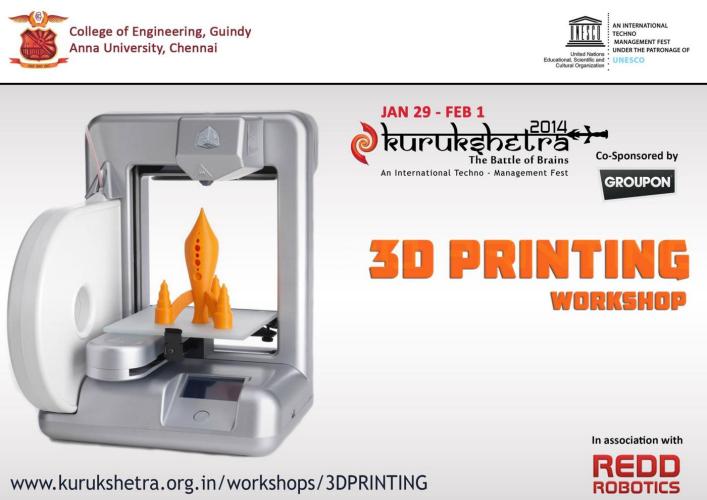 College of Engineering, Guindy
Anna University, Chennai
UNESCO
United Nations
Educational, Scientific and
Cultural Organization
AN INTERNATIONAL
TECHNO
MANAGEMENT FEST
UNDER THE PATRONAGE OF
UNESCO
JAN 29 - FEB 1
2014
kurukshetra
The Battle of Brains
An International Techno - Management Fest
Co-Sponsored by
GROUPON
3D PRINTING
WORKSHOP
In association with
REDD
ROBOTICS
www.kurukshetra.org.in/workshops/3DPRINTING